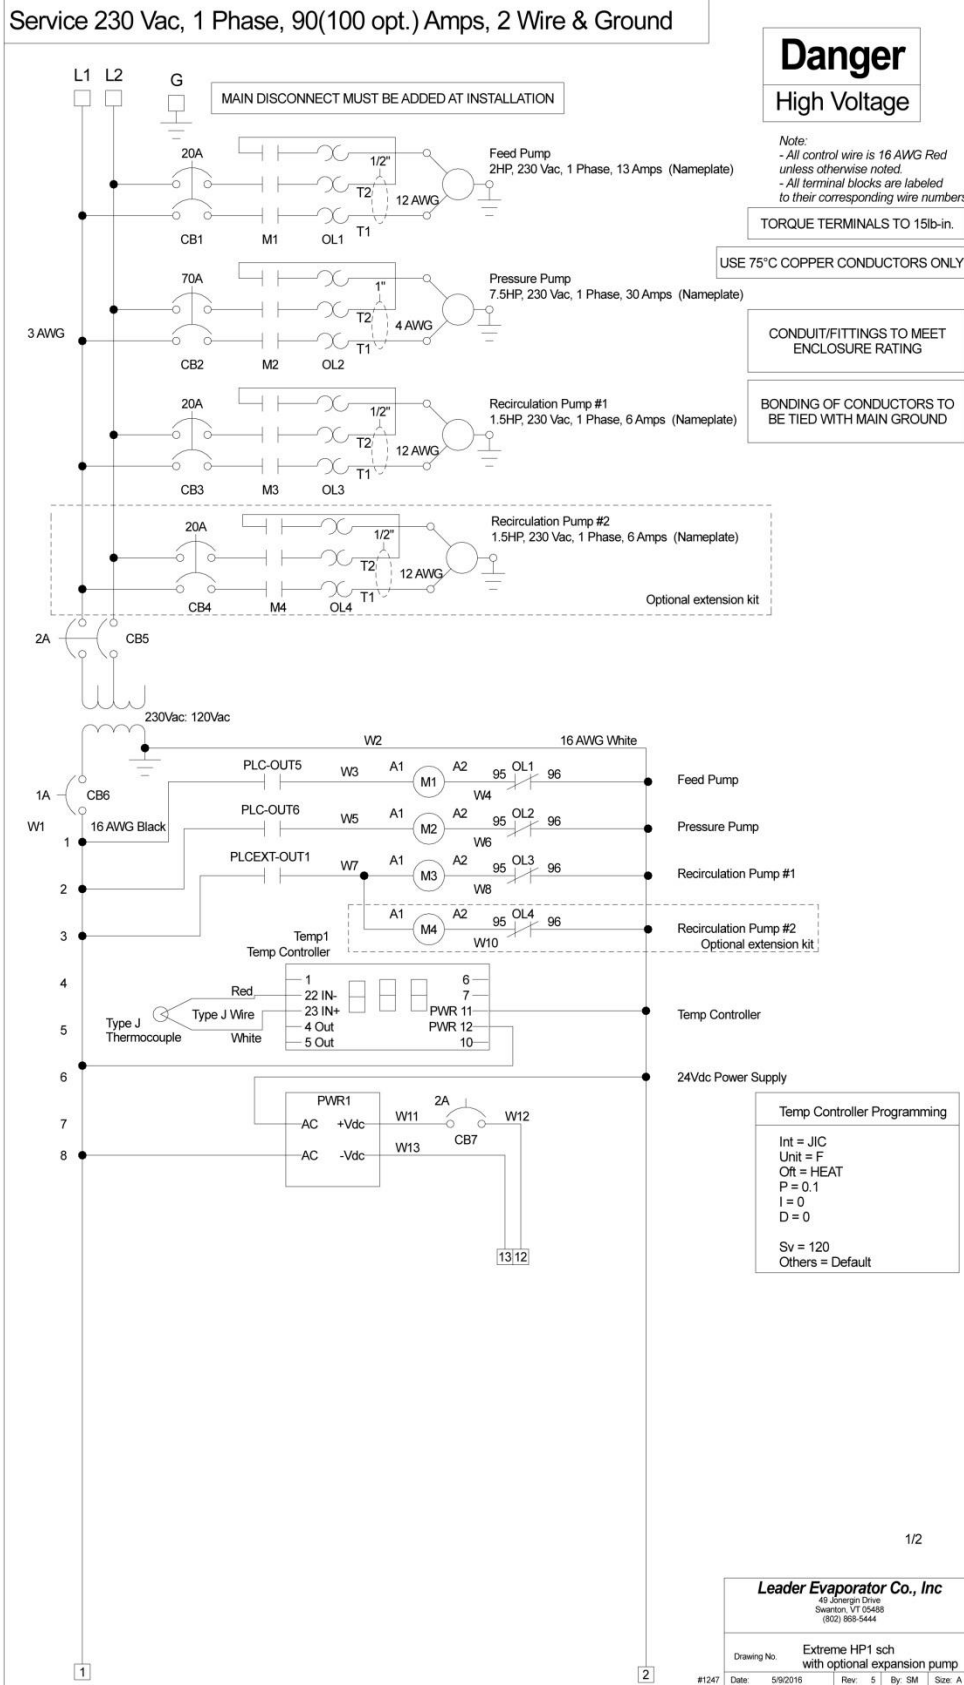 Service 230 Vac, 1 Phase, 90(100 opt.) Amps, 2 Wire & Ground
L1 L2 G
MAIN DISCONNECT MUST BE ADDED AT INSTALLATION
Danger
High Voltage
Note:
- All control wire is 16 AWG Red
unless otherwise noted.
- All terminal blocks are labeled
to their corresponding wire numbers
TORQUE TERMINALS TO 15lb-in.
USE 75°C COPPER CONDUCTORS ONLY
CONDUIT/FITTINGS TO MEET
ENCLOSURE RATING
BONDING OF CONDUCTORS TO
BE TIED WITH MAIN GROUND
20A
1/2"
Feed Pump
2HP, 230 Vac, 1 Phase, 13 Amps (Nameplate)
T2
12 AWG
T1
CB1 M1 OL1
70A
1"
Pressure Pump
7.5HP, 230 Vac, 1 Phase, 30 Amps (Nameplate)
T2
3 AWG
4 AWG
T1
CB2 M2 OL2
20A
1/2"
Recirculation Pump #1
1.5HP, 230 Vac, 1 Phase, 6 Amps (Nameplate)
T2
12 AWG
T1
CB3 M3 OL3
20A
1/2"
Recirculation Pump #2
1.5HP, 230 Vac, 1 Phase, 6 Amps (Nameplate)
T2
12 AWG
T1
CB4 M4 OL4
Optional extension kit
2A CB5
230Vac: 120Vac
W2 16 AWG White
PLC-OUT5 W3 A1 M1 A2 95 OL1 96 Feed Pump
W4
1A CB6
W1 16 AWG Black
PLC-OUT6 W5 A1 M2 A2 95 OL2 96 Pressure Pump
W6
1
PLCEXT-OUT1 W7 A1 M3 A2 95 OL3 96 Recirculation Pump #1
W8
2
A1 M4 A2 95 OL4 96 Recirculation Pump #2
W10 Optional extension kit
3
Temp1
Temp Controller
4
1 6
Red 22 IN- 7
Type J Wire 23 IN+ PWR 11 Temp Controller
Type J
Thermocouple
4 Out PWR 12
White 5 Out 10
5
6
24Vdc Power Supply
PWR1
7
AC +Vdc W11 2A CB7 W12
8
AC -Vdc W13
13 12
Temp Controller Programming
Int = JIC
Unit = F
Oft = HEAT
P = 0.1
I = 0
D = 0
Sv = 120
Others = Default
1/2
Leader Evaporator Co., Inc
49 Jonergin Drive
Swanton, VT 05488
(802) 868-5444
Drawing No. Extreme HP1 sch
with optional expansion pump
#1247 Date: 5/9/2016 Rev: 5 By: SM Size: A
1 2